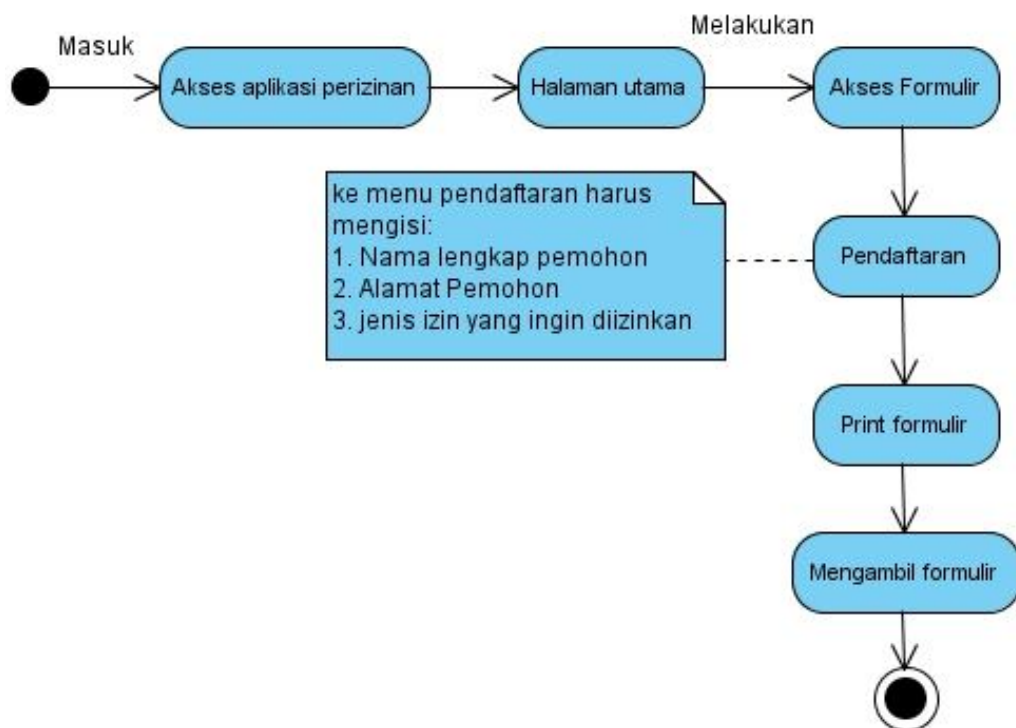 Masuk
Melakukan
Akses aplikasi perizinan
Halaman utama
Akses Formulir
ke menu pendaftaran harus
mengisi:
1. Nama lengkap pemohon
2. Alamat Pemohon
3. jenis izin yang ingin diizinkan
Pendaftaran
Print formulir
Mengambil formulir